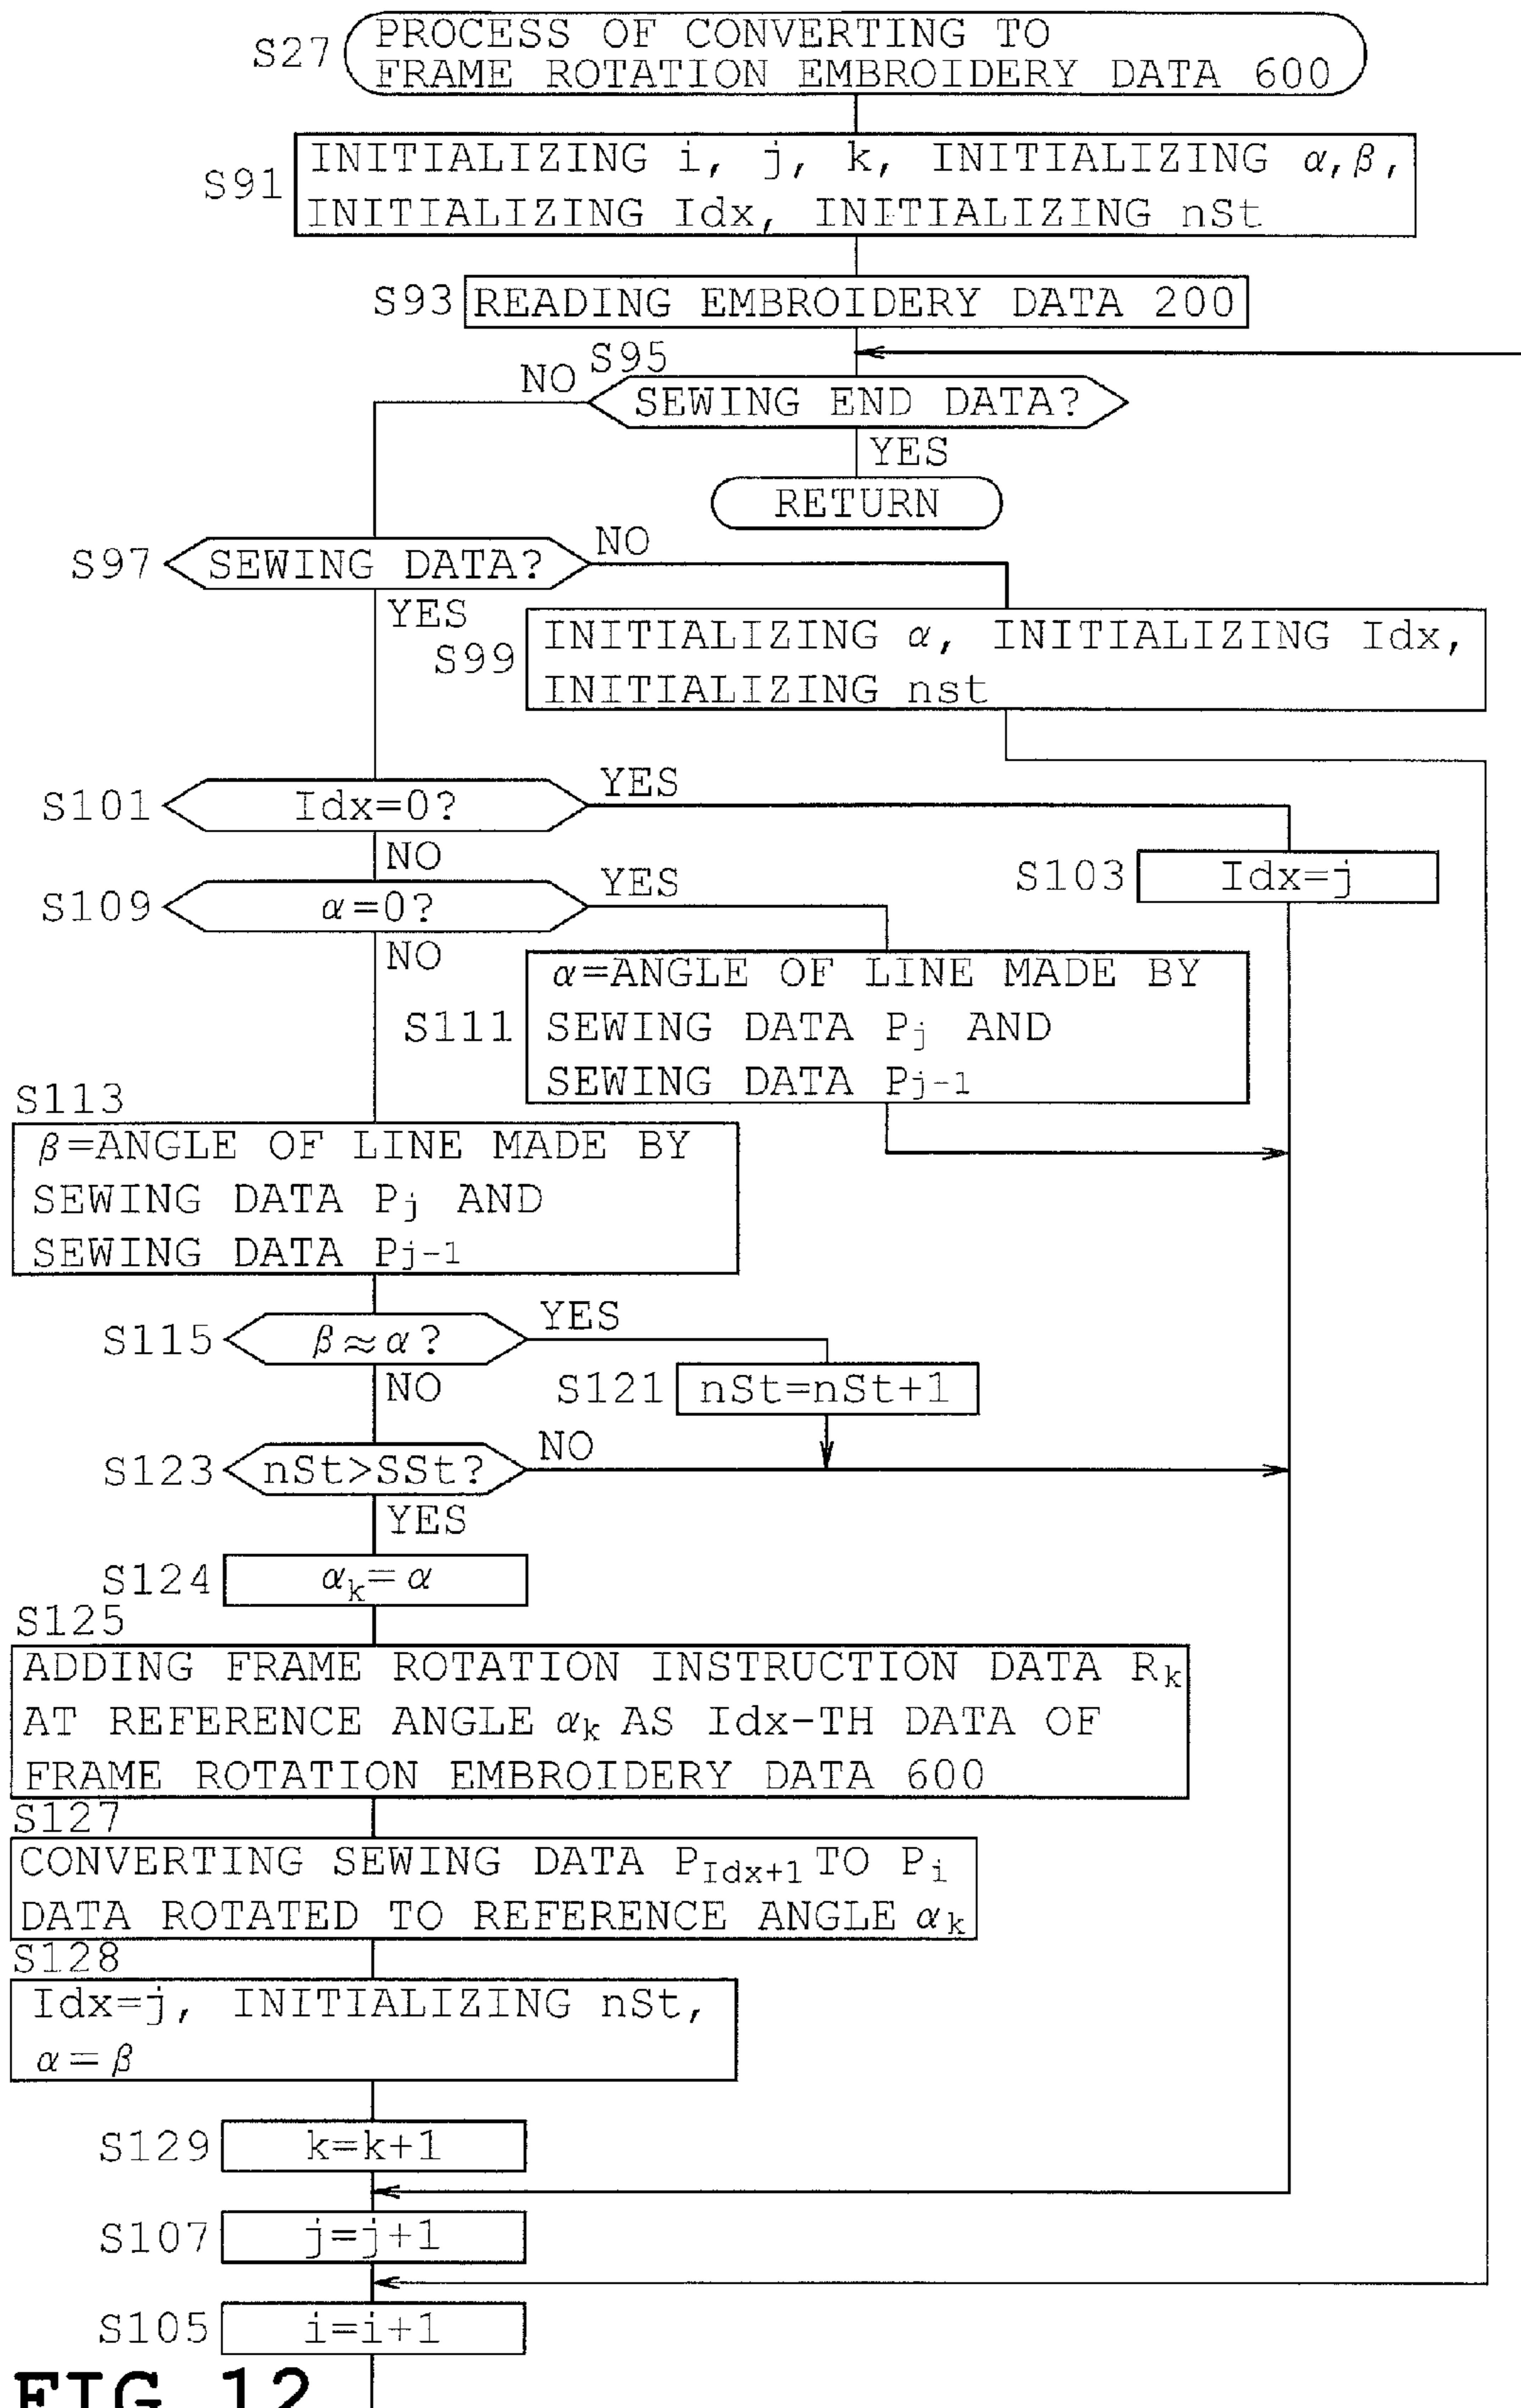 S27
PROCESS OF CONVERTING TO
FRAME ROTATION EMBROIDERY DATA 600
S91
INITIALIZING i, j, k, INITIALIZING α,β,
INITIALIZING Idx, INITIALIZING nSt
S93
READING EMBROIDERY DATA 200
S95
NO
SEWING END DATA?
YES
RETURN
S97
SEWING DATA?
NO
YES
S99
INITIALIZING α, INITIALIZING Idx,
INITIALIZING nst
S101
Idx=0?
YES
NO
S103
Idx=j
S109
α=0?
YES
NO
S111
α=ANGLE OF LINE MADE BY
SEWING DATA Pj AND
SEWING DATA Pj-1
S113
β=ANGLE OF LINE MADE BY
SEWING DATA Pj AND
SEWING DATA Pj-1
S115
β≈α?
YES
NO
S121
nSt=nSt+1
S123
nSt>SSt?
NO
YES
S124
αk=α
S125
ADDING FRAME ROTATION INSTRUCTION DATA Rk
AT REFERENCE ANGLE αk AS Idx-TH DATA OF
FRAME ROTATION EMBROIDERY DATA 600
S127
CONVERTING SEWING DATA PIdx+1 TO Pi
DATA ROTATED TO REFERENCE ANGLE αk
S128
Idx=j, INITIALIZING nSt,
α=β
S129
k=k+1
S107
j=j+1
S105
i=i+1
FIG.12